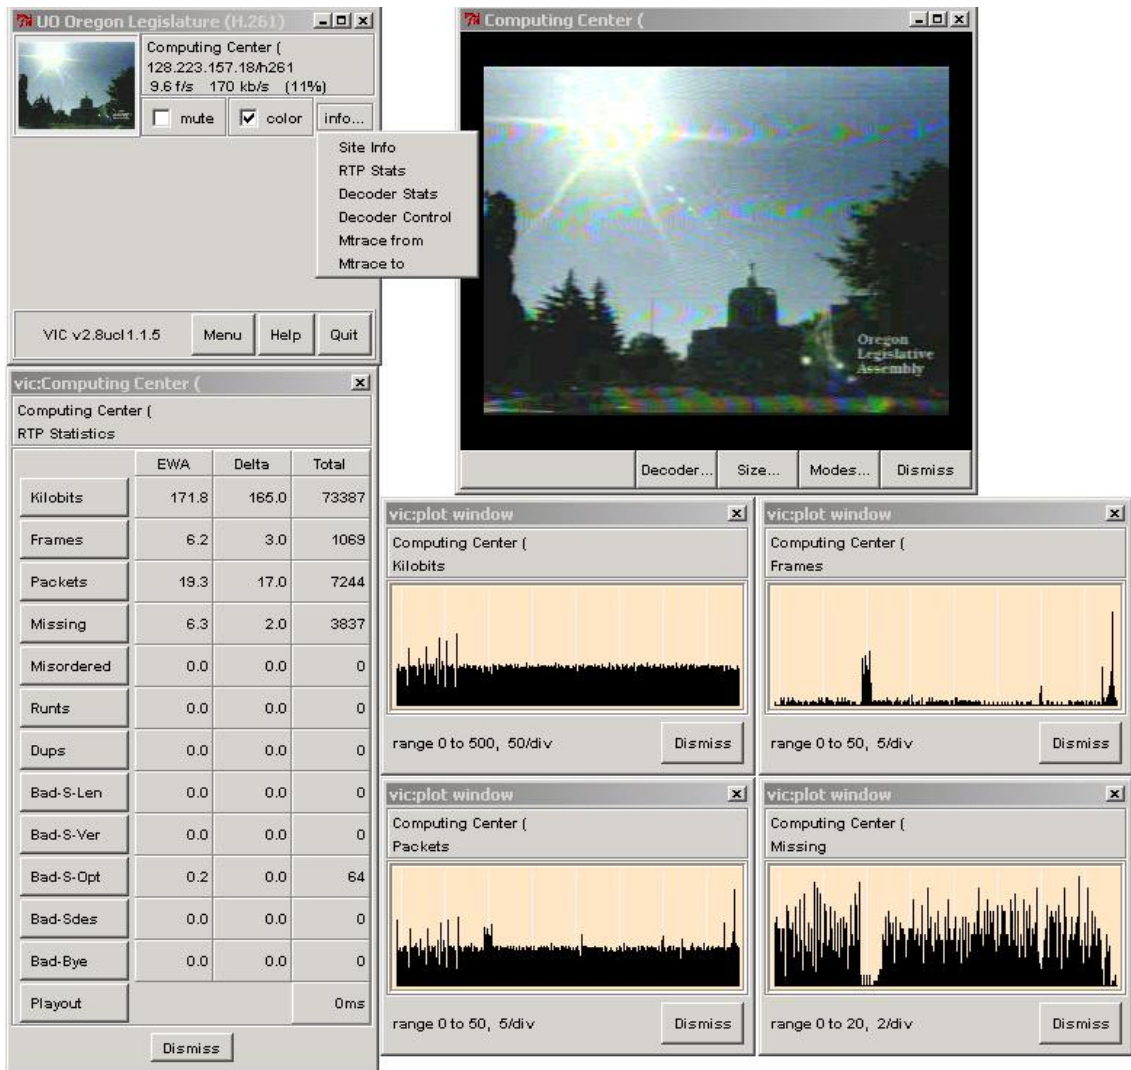 UO Oregon Legislature (H.261)
Computing Center (
128.223.157.18/h261
9.6 f/s 170 kb/s (11%)
mute
color
info...
Site Info
RTP Stats
Decoder Stats
Decoder Control
Mtrace from
Mtrace to
VIC v2.8ucl1.1.5
Menu
Help
Quit
Computing Center (
Oregon
Legislative
Assembly
Decoder...
Size...
Modes...
Dismiss
vic:Computing Center (
Computing Center (
RTP Statistics
EWA Delta Total
Kilobits 171.8 165.0 73387
Frames 6.2 3.0 1069
Packets 19.3 17.0 7244
Missing 6.3 2.0 3837
Misordered 0.0 0.0 0
Runts 0.0 0.0 0
Dups 0.0 0.0 0
Bad-S-Len 0.0 0.0 0
Bad-S-Ver 0.0 0.0 0
Bad-S-Opt 0.2 0.0 64
Bad-Sdes 0.0 0.0 0
Bad-Bye 0.0 0.0 0
Playout 0ms
Dismiss
vic:plot window
Computing Center (
Kilobits
range 0 to 500, 50/div
Dismiss
vic:plot window
Computing Center (
Frames
range 0 to 50, 5/div
Dismiss
vic:plot window
Computing Center (
Packets
range 0 to 50, 5/div
Dismiss
vic:plot window
Computing Center (
Missing
range 0 to 20, 2/div
Dismiss